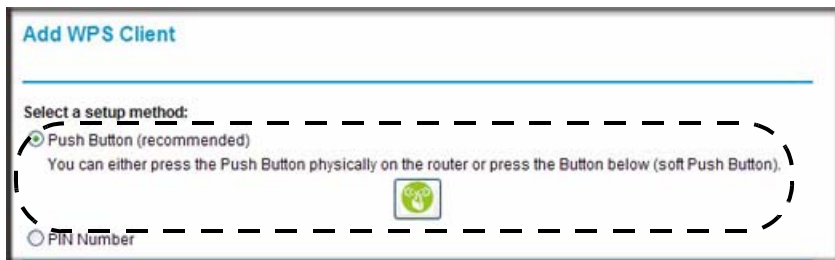 Add WPS Client
Select a setup method:
Push Button (recommended)
You can either press the Push Button physically on the router or press the Button below (soft Push Button).
PIN Number